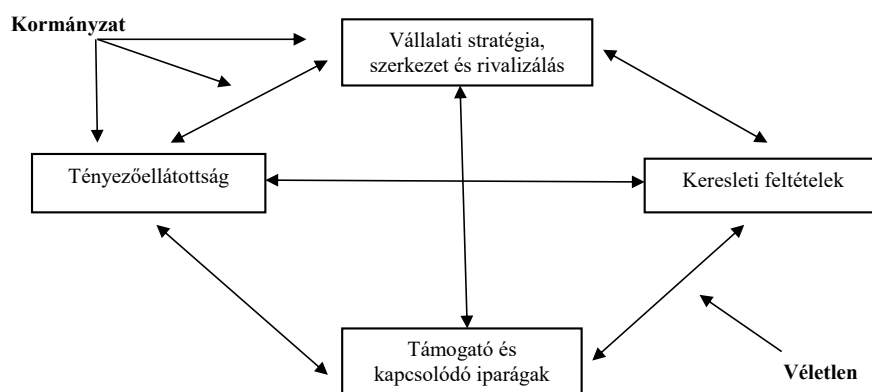 Kormányzat
Vállalati stratégia,
szerkezet és rivalizálás
Tényezőellátottság
Keresleti feltételek
Támogató és
kapcsolódó iparágak
Véletlen